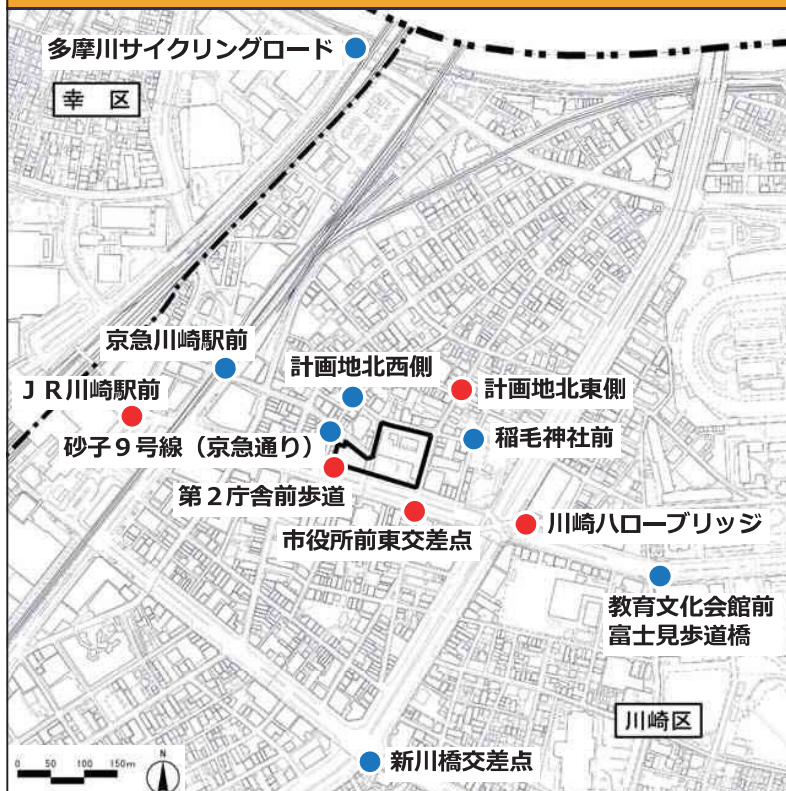 多摩川サイクリングロード
幸 区
京急川崎駅前
計画地北西側
JR川崎駅前
計画地北東側
砂子9号線（京急通り）
稲毛神社前
第2庁舎前歩道
市役所前東交差点
川崎ハローブリッジ
教育文化会館前
富士見歩道橋
川崎区
新川橋交差点
0 50 100 150m
N